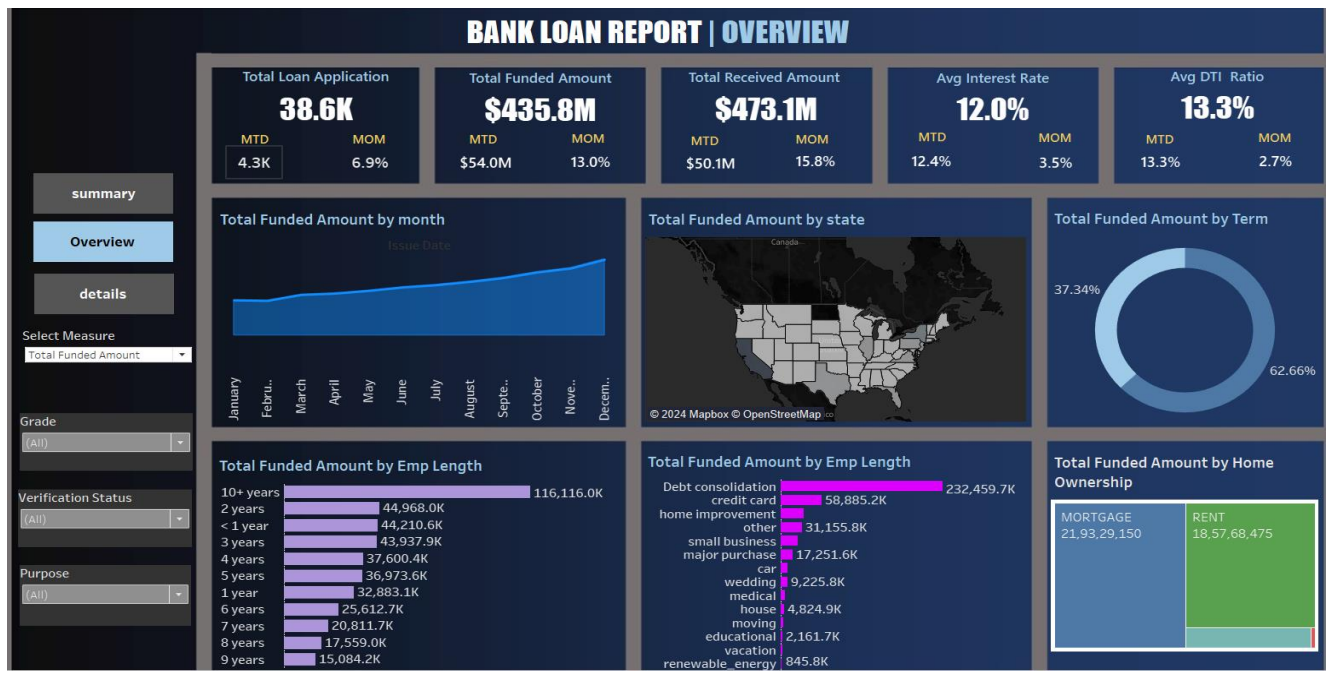 BANK LOAN REPORT | OVERVIEW
Total Loan Application
38.6K
MTD MOM
4.3K 6.9%
Total Funded Amount
$435.8M
MTD MOM
$54.0M 13.0%
Total Received Amount
$473.1M
MTD MOM
$50.1M 15.8%
Avg Interest Rate
12.0%
MTD MOM
12.4% 3.5%
Avg DTI Ratio
13.3%
MTD MOM
13.3% 2.7%
summary
Overview
details
Select Measure
Total Funded Amount
Grade
(All)
Verification Status
(All)
Purpose
(All)
Total Funded Amount by month
Issue Date
January
Febru..
March
April
May
June
July
August
Septe..
October
Nove..
Decem..
Total Funded Amount by state
Canada
© 2024 Mapbox © OpenStreetMap
Total Funded Amount by Term
37.34%
62.66%
Total Funded Amount by Emp Length
10+ years 116,116.0K
2 years 44,968.0K
< 1 year 44,210.6K
3 years 43,937.9K
4 years 37,600.4K
5 years 36,973.6K
1 year 32,883.1K
6 years 25,612.7K
7 years 20,811.7K
8 years 17,559.0K
9 years 15,084.2K
Total Funded Amount by Emp Length
Debt consolidation 232,459.7K
credit card 58,885.2K
home improvement
other 31,155.8K
small business
major purchase 17,251.6K
car
wedding 9,225.8K
medical
house 4,824.9K
moving
educational 2,161.7K
vacation
renewable_energy 845.8K
Total Funded Amount by Home
Ownership
MORTGAGE
21,93,29,150
RENT
18,57,68,475